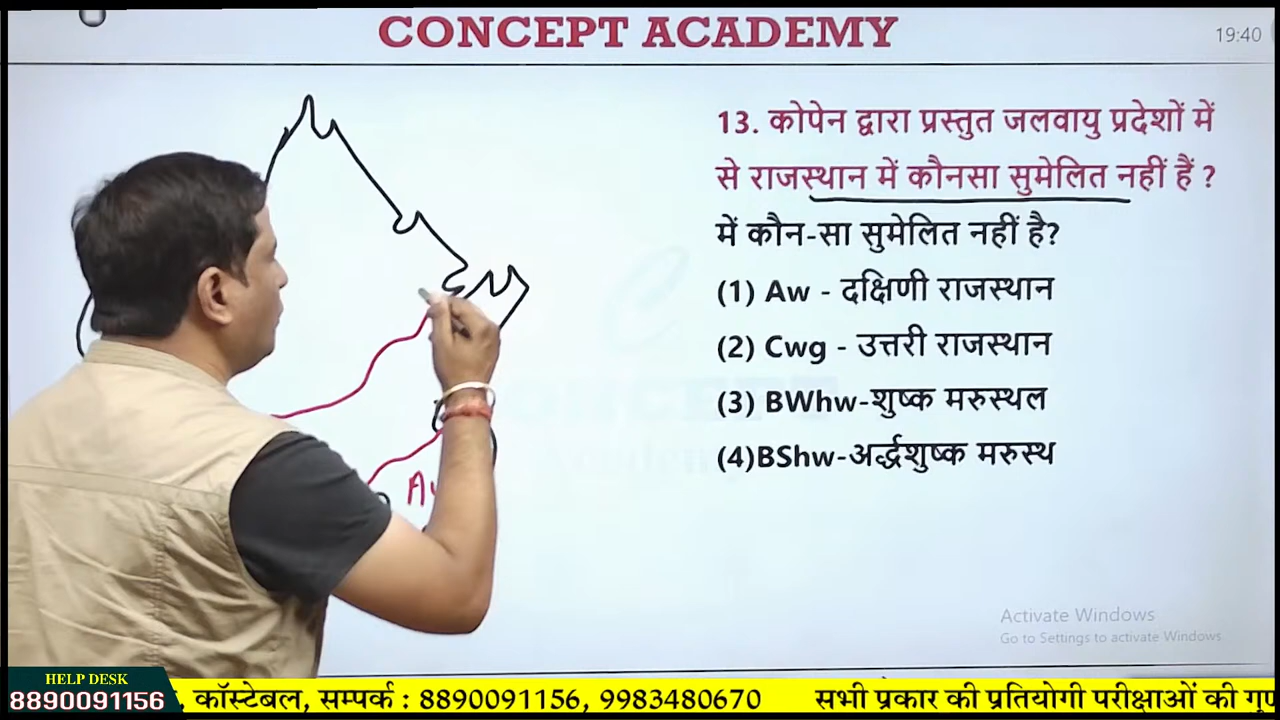 CONCEPT ACADEMY
19:40
13. कोपेन द्वारा प्रस्तुत जलवायु प्रदेशों में
से राजस्थान में कौनसा सुमेलित नहीं हैं ?
में कौन-सा सुमेलित नहीं है?
(1) Aw - दक्षिणी राजस्थान
(2) Cwg - उत्तरी राजस्थान
(3) BWhw-शुष्क मरुस्थल
(4)BShw-अर्द्धशुष्क मरुस्थ
Activate Windows
Go to Settings to activate Windows
HELP DESK
8890091156
, कॉस्टेबल, सम्पर्क : 8890091156, 9983480670 सभी प्रकार की प्रतियोगी परीक्षाओं की